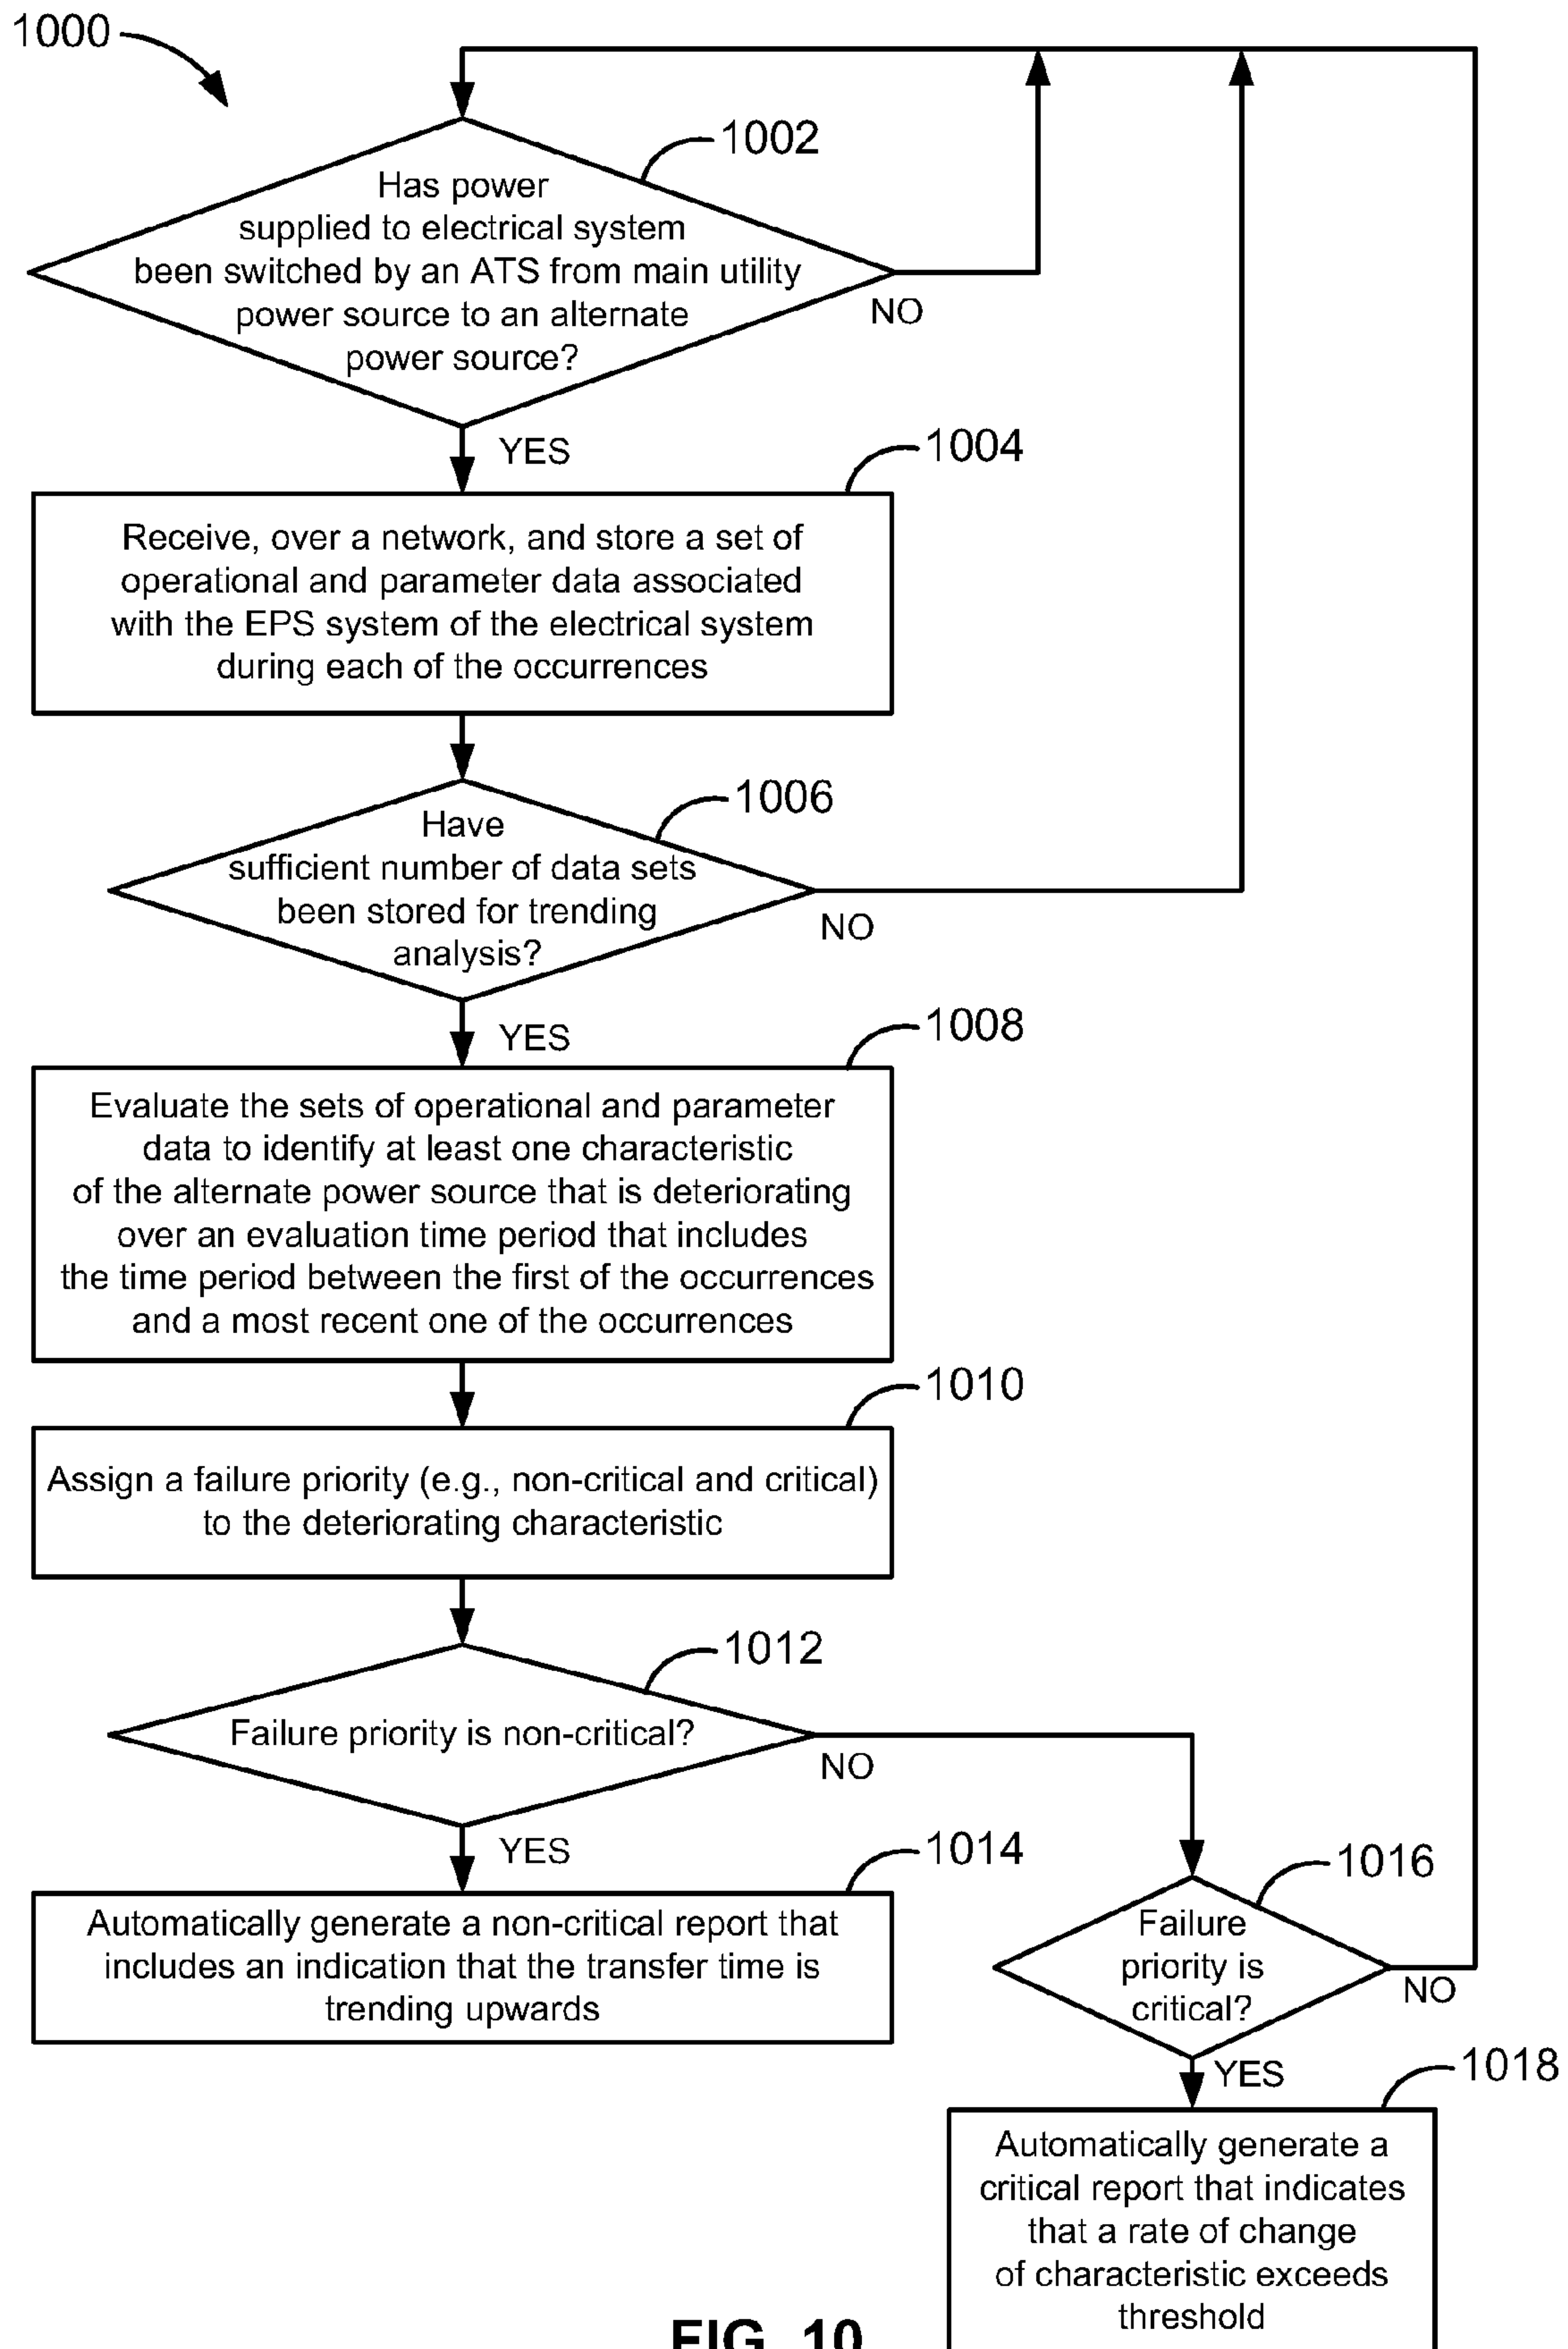 1000
1002
Has power
supplied to electrical system
been switched by an ATS from main utility
power source to an alternate
power source?
NO
YES
1004
Receive, over a network, and store a set of
operational and parameter data associated
with the EPS system of the electrical system
during each of the occurrences
1006
Have
sufficient number of data sets
been stored for trending
analysis?
NO
YES
1008
Evaluate the sets of operational and parameter
data to identify at least one characteristic
of the alternate power source that is deteriorating
over an evaluation time period that includes
the time period between the first of the occurrences
and a most recent one of the occurrences
1010
Assign a failure priority (e.g., non-critical and critical)
to the deteriorating characteristic
1012
Failure priority is non-critical?
NO
YES
1014
Automatically generate a non-critical report that
includes an indication that the transfer time is
trending upwards
1016
Failure
priority is
critical?
NO
YES
1018
Automatically generate a
critical report that indicates
that a rate of change
of characteristic exceeds
threshold
FIG. 10